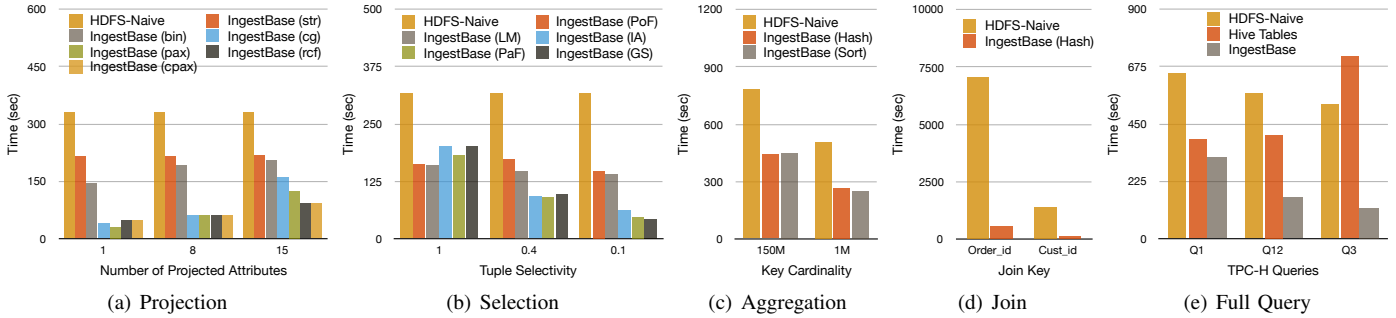 Time (sec)
600
450
300
150
0
HDFS-Naive
IngestBase (str)
IngestBase (bin)
IngestBase (cg)
IngestBase (pax)
IngestBase (rcf)
IngestBase (cpax)
1
8
15
Number of Projected Attributes
(a) Projection
Time (sec)
500
375
250
125
0
HDFS-Naive
IngestBase (PoF)
IngestBase (LM)
IngestBase (IA)
IngestBase (PaF)
IngestBase (GS)
1
0.4
0.1
Tuple Selectivity
(b) Selection
Time (sec)
1200
900
600
300
0
HDFS-Naive
IngestBase (Hash)
IngestBase (Sort)
150M
1M
Key Cardinality
(c) Aggregation
Time (sec)
10000
7500
5000
2500
0
HDFS-Naive
IngestBase (Hash)
Order_id
Cust_id
Join Key
(d) Join
Time (sec)
900
675
450
225
0
HDFS-Naive
Hive Tables
IngestBase
Q1
Q12
Q3
TPC-H Queries
(e) Full Query